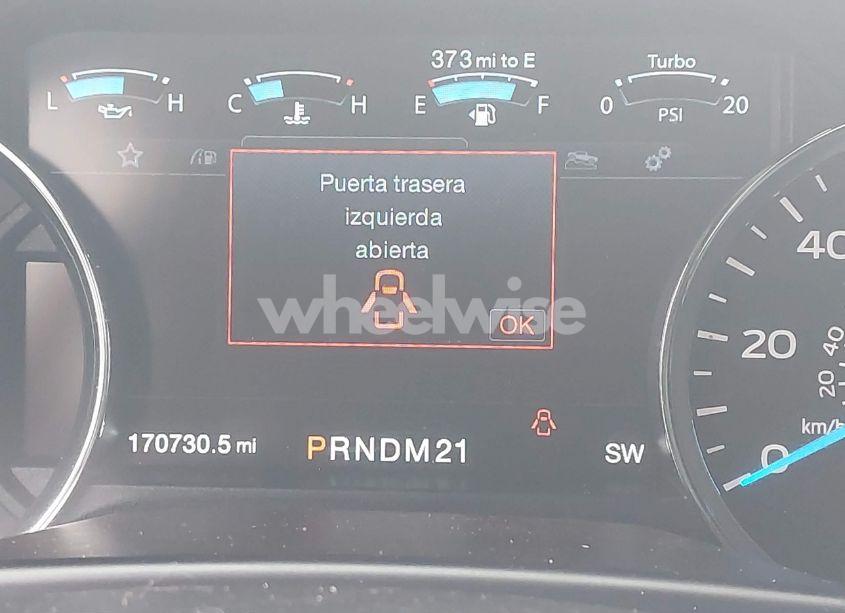 373 mi to E
Turbo
L H C H E F 0 PSI 20
Puerta trasera
izquierda
abierta
OK
wheelwise
40
20
0
40
20
km/h
170730.5 mi
PRNDM21
SW